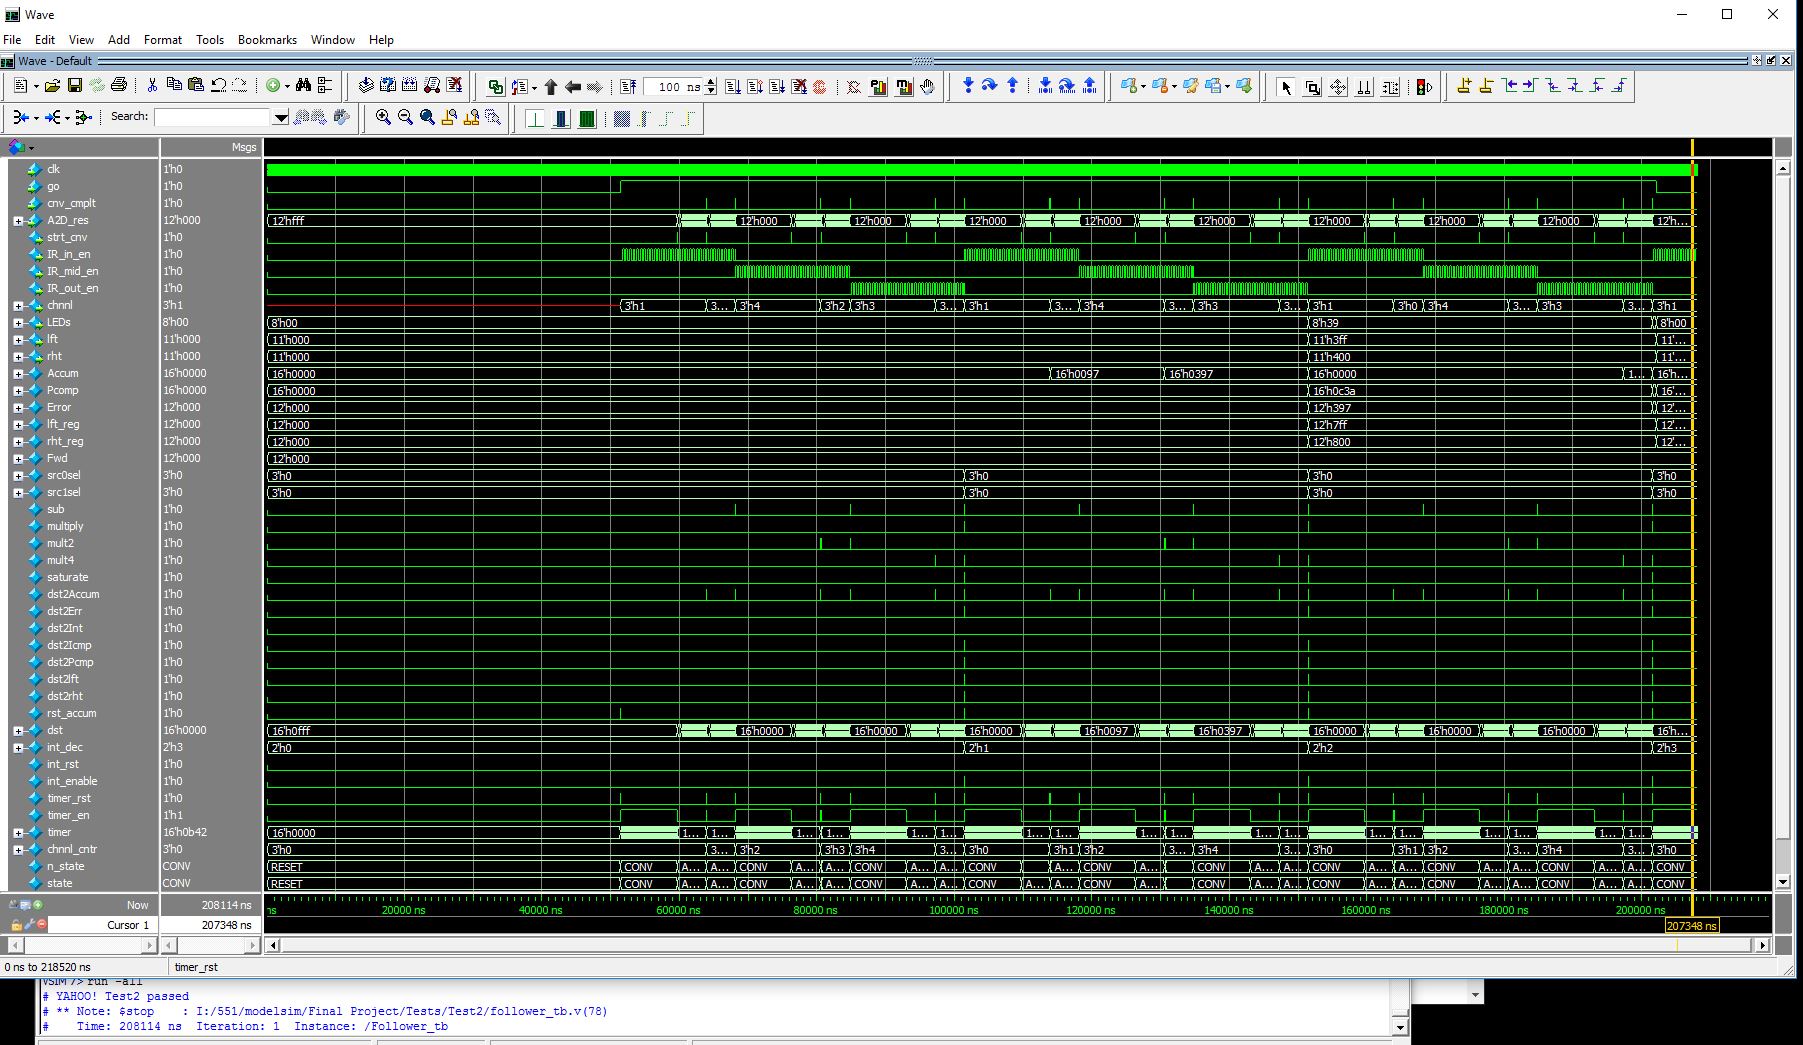 Wave
File Edit View Add Format Tools Bookmarks Window Help
Wave - Default
100 ns
Search:
Msgs
clk 1'h0
go 1'h0
cnv_cmplt 1'h0
A2D_res 12'h000 12'hfff 12'h000 12'h000 12'h000 12'h000 12'h000 12'h000 12'h000 12'h000 12'h...
strt_cnv 1'h0
IR_in_en 1'h0
IR_mid_en 1'h0
IR_out_en 1'h0
chnnl 3'h1 3'h1 3... 3'h4 3'h2 3'h3 3... 3'h1 3... 3'h4 3... 3'h3 3... 3'h1 3'h0 3'h4 3... 3'h3 3... 3'h1
LEDs 8'h00 8'h00 8'h39 8'h00
lft 11'h000 11'h000 11'h3ff 11'...
rht 11'h000 11'h000 11'h400 11'...
Accum 16'h0000 16'h0000 16'h0097 16'h0397 16'h0000 1... 16'h...
Pcomp 16'h0000 16'h0000 16'h0c3a 16'...
Error 12'h000 12'h000 12'h397 12'...
lft_reg 12'h000 12'h000 12'h7ff 12'...
rht_reg 12'h000 12'h000 12'h800 12'...
Fwd 12'h000 12'h000
src0sel 3'h0 3'h0 3'h0 3'h0 3'h0
src1sel 3'h0 3'h0 3'h0 3'h0 3'h0
sub 1'h0
multiply 1'h0
mult2 1'h0
mult4 1'h0
saturate 1'h0
dst2Accum 1'h0
dst2Err 1'h0
dst2Int 1'h0
dst2Icmp 1'h0
dst2Pcmp 1'h0
dst2lft 1'h0
dst2rht 1'h0
rst_accum 1'h0
dst 16'h0000 16'h0fff 16'h0000 16'h0000 16'h0000 16'h0097 16'h0397 16'h0000 16'h0000 16'h0000 16'h...
int_dec 2'h3 2'h0 2'h1 2'h2 2'h3
int_rst 1'h0
int_enable 1'h0
timer_rst 1'h0
timer_en 1'h1
timer 16'h0b42 16'h0000 1... 1... 1... 1... 1... 1... 1... 1... 1... 1... 1... 1... 1... 1... 1... 1... 1... 1...
chnnl_cntr 3'h0 3'h0 3... 3'h2 3'h3 3'h4 3... 3'h0 3'h1 3'h2 3... 3'h4 3... 3'h0 3'h1 3'h2 3... 3'h4 3... 3'h0
n_state CONV RESET CONV A... A... CONV A... A... CONV A... A... CONV A... A... CONV A... A... CONV A... A... CONV A... A... CONV A... A... CONV A... A... CONV
state CONV RESET CONV A... A... CONV A... A... CONV A... A... CONV A... A... CONV A... A... CONV A... A... CONV A... A... CONV A... A... CONV A... A... CONV
Now 208114 ns ns 20000 ns 40000 ns 60000 ns 80000 ns 100000 ns 120000 ns 140000 ns 160000 ns 180000 ns 200000 ns
Cursor 1 207348 ns 207348 ns
0 ns to 218520 ns timer_rst
VSIM 7> run -all
# YAHOO! Test2 passed
# ** Note: $stop    : I:/551/modelsim/Final Project/Tests/Test2/follower_tb.v(78)
#    Time: 208114 ns  Iteration: 1  Instance: /Follower_tb